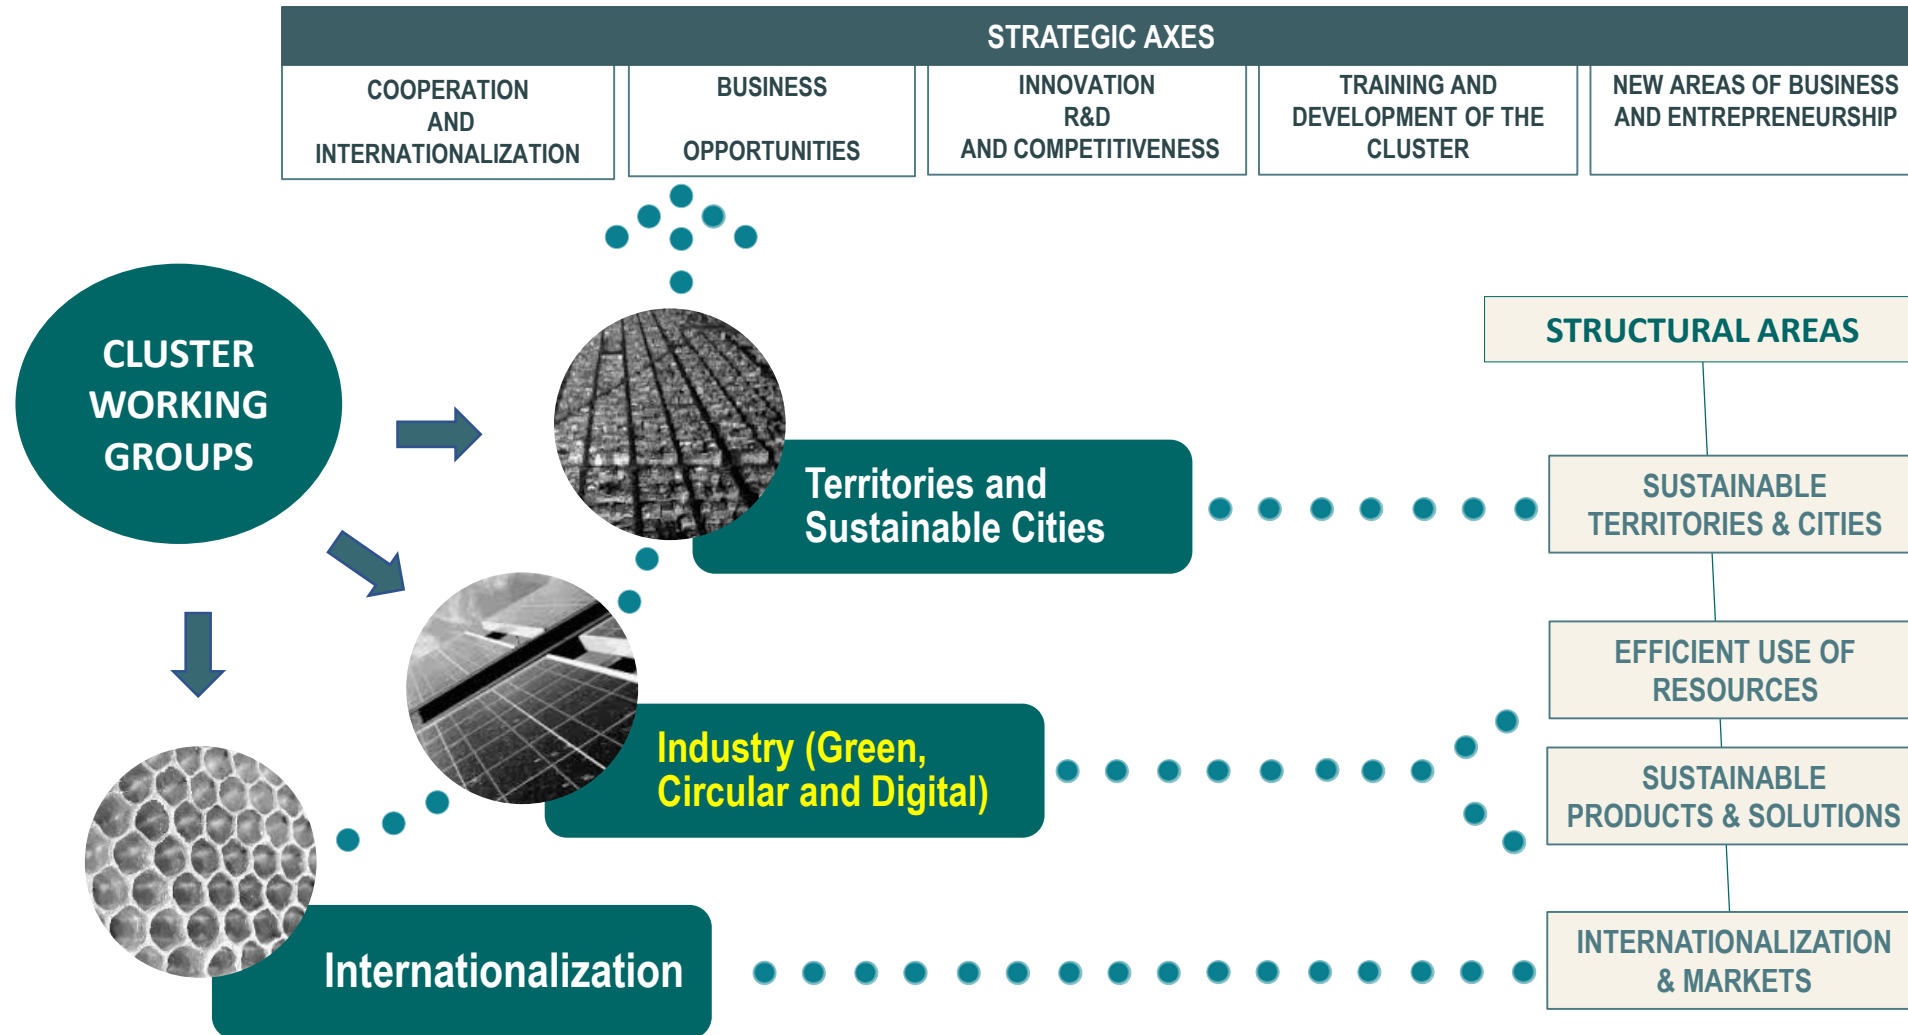 STRATEGIC AXES
COOPERATION
AND
INTERNATIONALIZATION
BUSINESS
OPPORTUNITIES
INNOVATION
R&D
AND COMPETITIVENESS
TRAINING AND
DEVELOPMENT OF THE
CLUSTER
NEW AREAS OF BUSINESS
AND ENTREPRENEURSHIP
CLUSTER
WORKING
GROUPS
Territories and
Sustainable Cities
Industry (Green,
Circular and Digital)
Internationalization
STRUCTURAL AREAS
SUSTAINABLE
TERRITORIES & CITIES
EFFICIENT USE OF
RESOURCES
SUSTAINABLE
PRODUCTS & SOLUTIONS
INTERNATIONALIZATION
& MARKETS